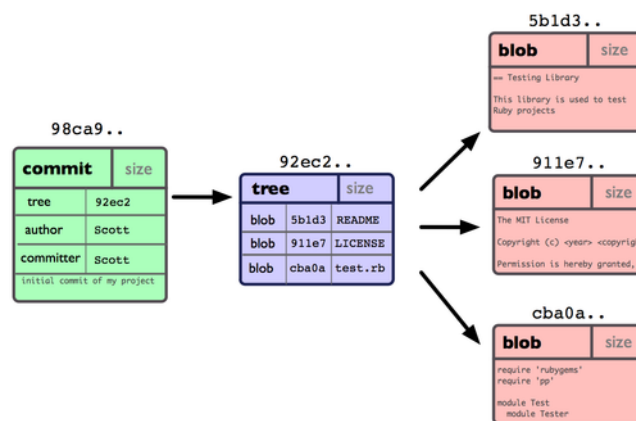 98ca9..
commit size
tree 92ec2
author Scott
committer Scott
initial commit of my project
92ec2..
tree size
blob 5b1d3 README
blob 911e7 LICENSE
blob cba0a test.rb
5b1d3..
blob size
== Testing Library
This library is used to test
Ruby projects
911e7..
blob size
The MIT License
Copyright (c) <year> <copyrig
Permission is hereby granted,
cba0a..
blob size
require 'rubygems'
require 'pp'
module Test
module Tester